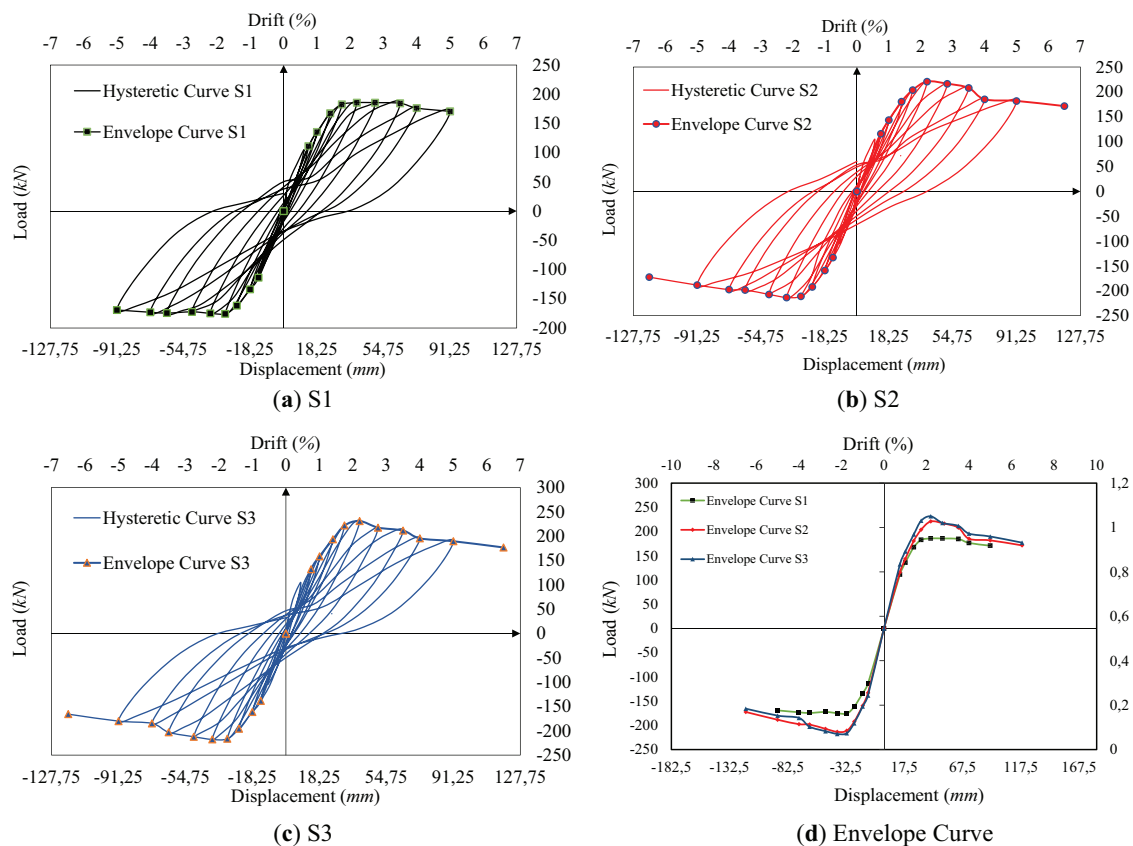 Drift (%)
-7 -6 -5 -4 -3 -2 -1 0 1 2 3 4 5 6 7
Hysteretic Curve S1
Envelope Curve S1
Load (kN)
250
200
150
100
50
0
-50
-100
-150
-200
-127,75 -91,25 -54,75 -18,25 18,25 54,75 91,25 127,75
Displacement (mm)
(a) S1
Drift (%)
-7 -6 -5 -4 -3 -2 -1 0 1 2 3 4 5 6 7
Hysteretic Curve S2
Envelope Curve S2
Load (kN)
250
200
150
100
50
0
-50
-100
-150
-200
-250
-127,75 -91,25 -54,75 -18,25 18,25 54,75 91,25 127,75
Displacement (mm)
(b) S2
Drift (%)
-7 -6 -5 -4 -3 -2 -1 0 1 2 3 4 5 6 7
Hysteretic Curve S3
Envelope Curve S3
Load (kN)
300
250
200
150
100
50
0
-50
-100
-150
-200
-250
-127,75 -91,25 -54,75 -18,25 18,25 54,75 91,25 127,75
Displacement (mm)
(c) S3
Drift (%)
-10 -8 -6 -4 -2 0 2 4 6 8 10
Envelope Curve S1
Envelope Curve S2
Envelope Curve S3
Load (kN)
300
250
200
150
100
50
0
-50
-100
-150
-200
-250
1,2
1
0,8
0,6
0,4
0,2
0
-182,5 -132,5 -82,5 -32,5 17,5 67,5 117,5 167,5
Displacement (mm)
(d) Envelope Curve